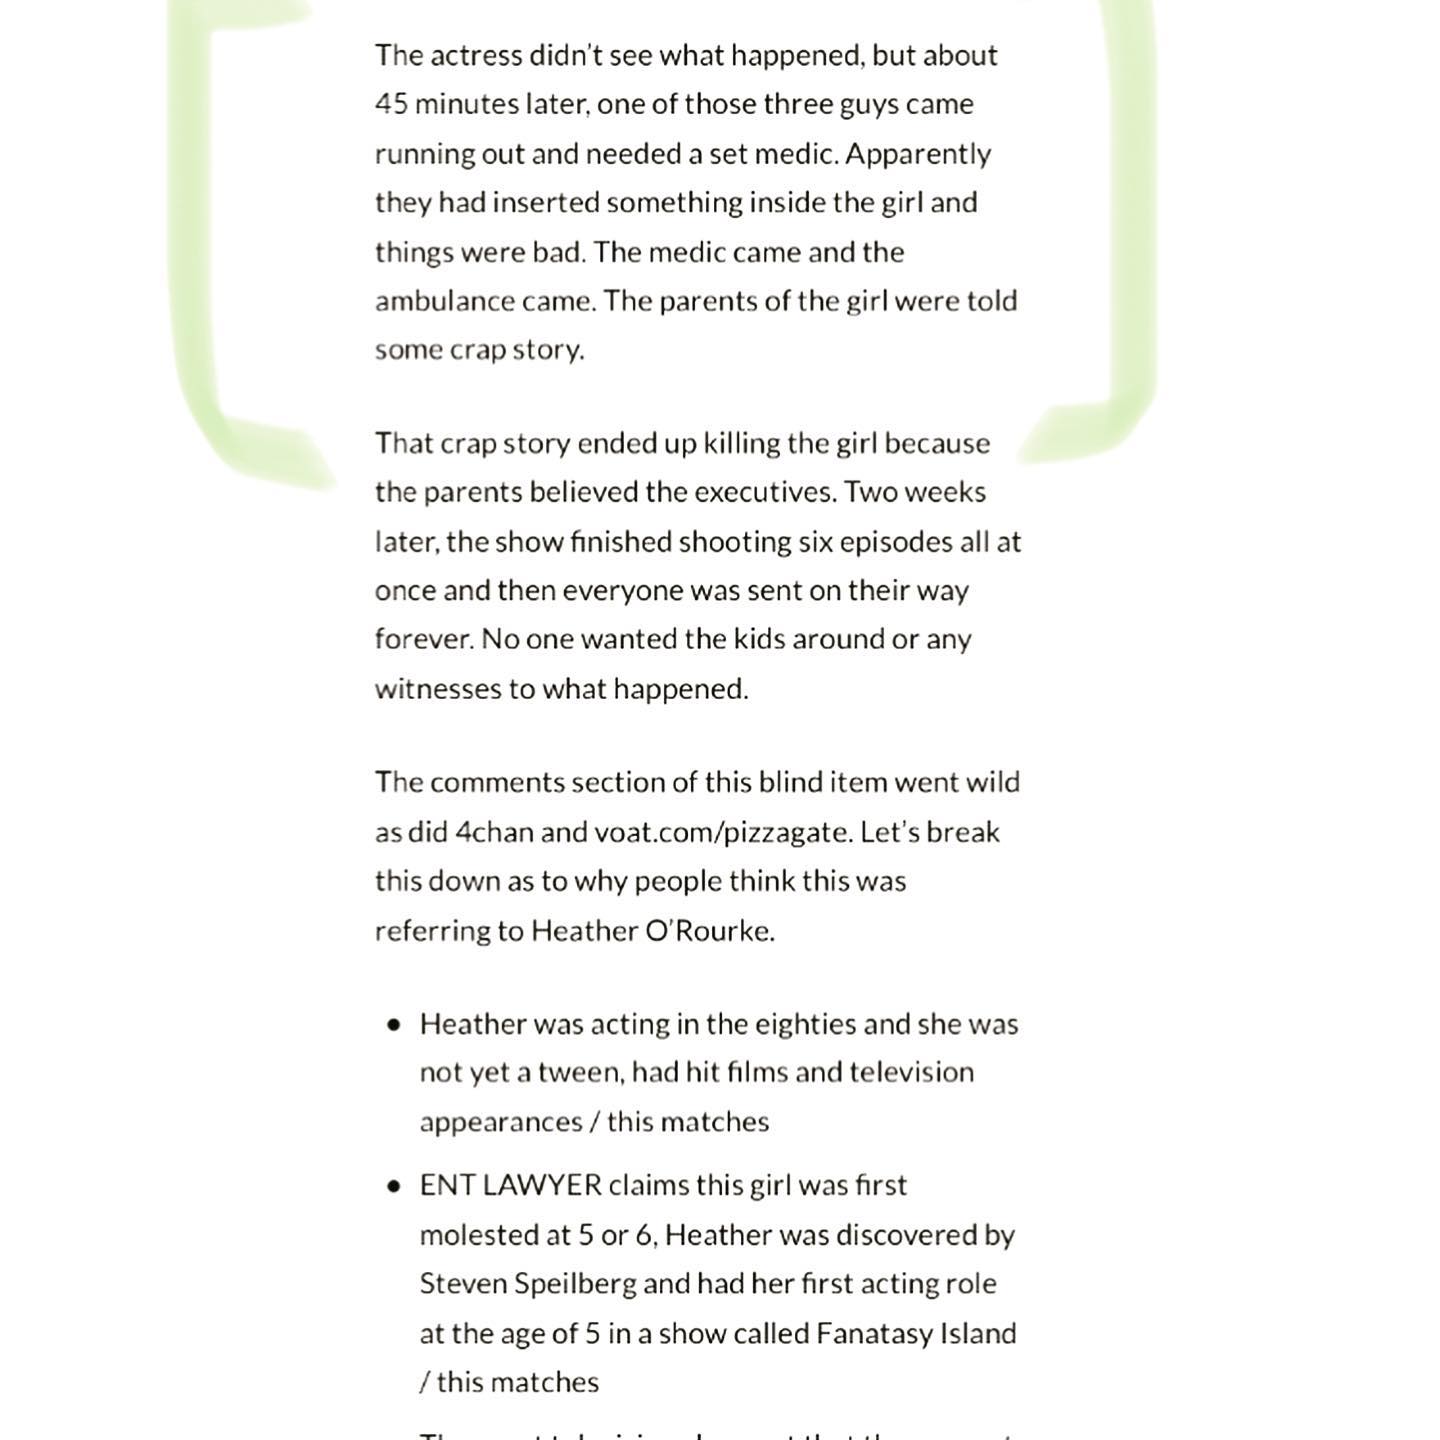 The actress didn't see what happened, but about
45 minutes later, one of those three guys came
running out and needed a set medic. Apparently
they had inserted something inside the girl and
things were bad. The medic came and the
ambulance came. The parents of the girl were told
some crap story.
That crap story ended up killing the girl because
the parents believed the executives. Two weeks
later, the show finished shooting six episodes all at
once and then everyone was sent on their way
forever. No one wanted the kids around or any
witnesses to what happened.
The comments section of this blind item went wild
as did 4chan and voat.com/pizzagate. Let's break
this down as to why people think this was
referring to Heather O'Rourke.
• Heather was acting in the eighties and she was
not yet a tween, had hit films and television
appearances / this matches
• ENT LAWYER claims this girl was first
molested at 5 or 6, Heather was discovered by
Steven Speilberg and had her first acting role
at the age of 5 in a show called Fanatasy Island
/ this matches